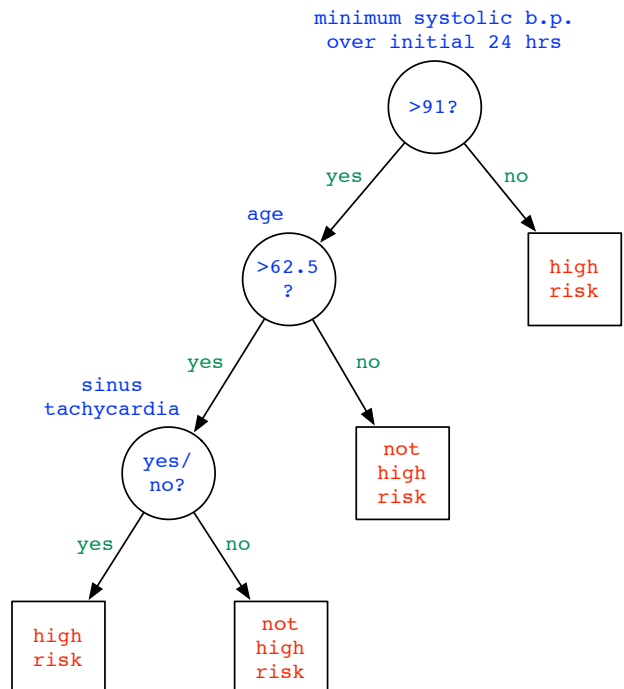 minimum systolic b.p.
over initial 24 hrs
>91?
yes
no
age
>62.5
?
high
risk
yes
no
sinus
tachycardia
yes/
no?
not
high
risk
yes
no
high
risk
not
high
risk